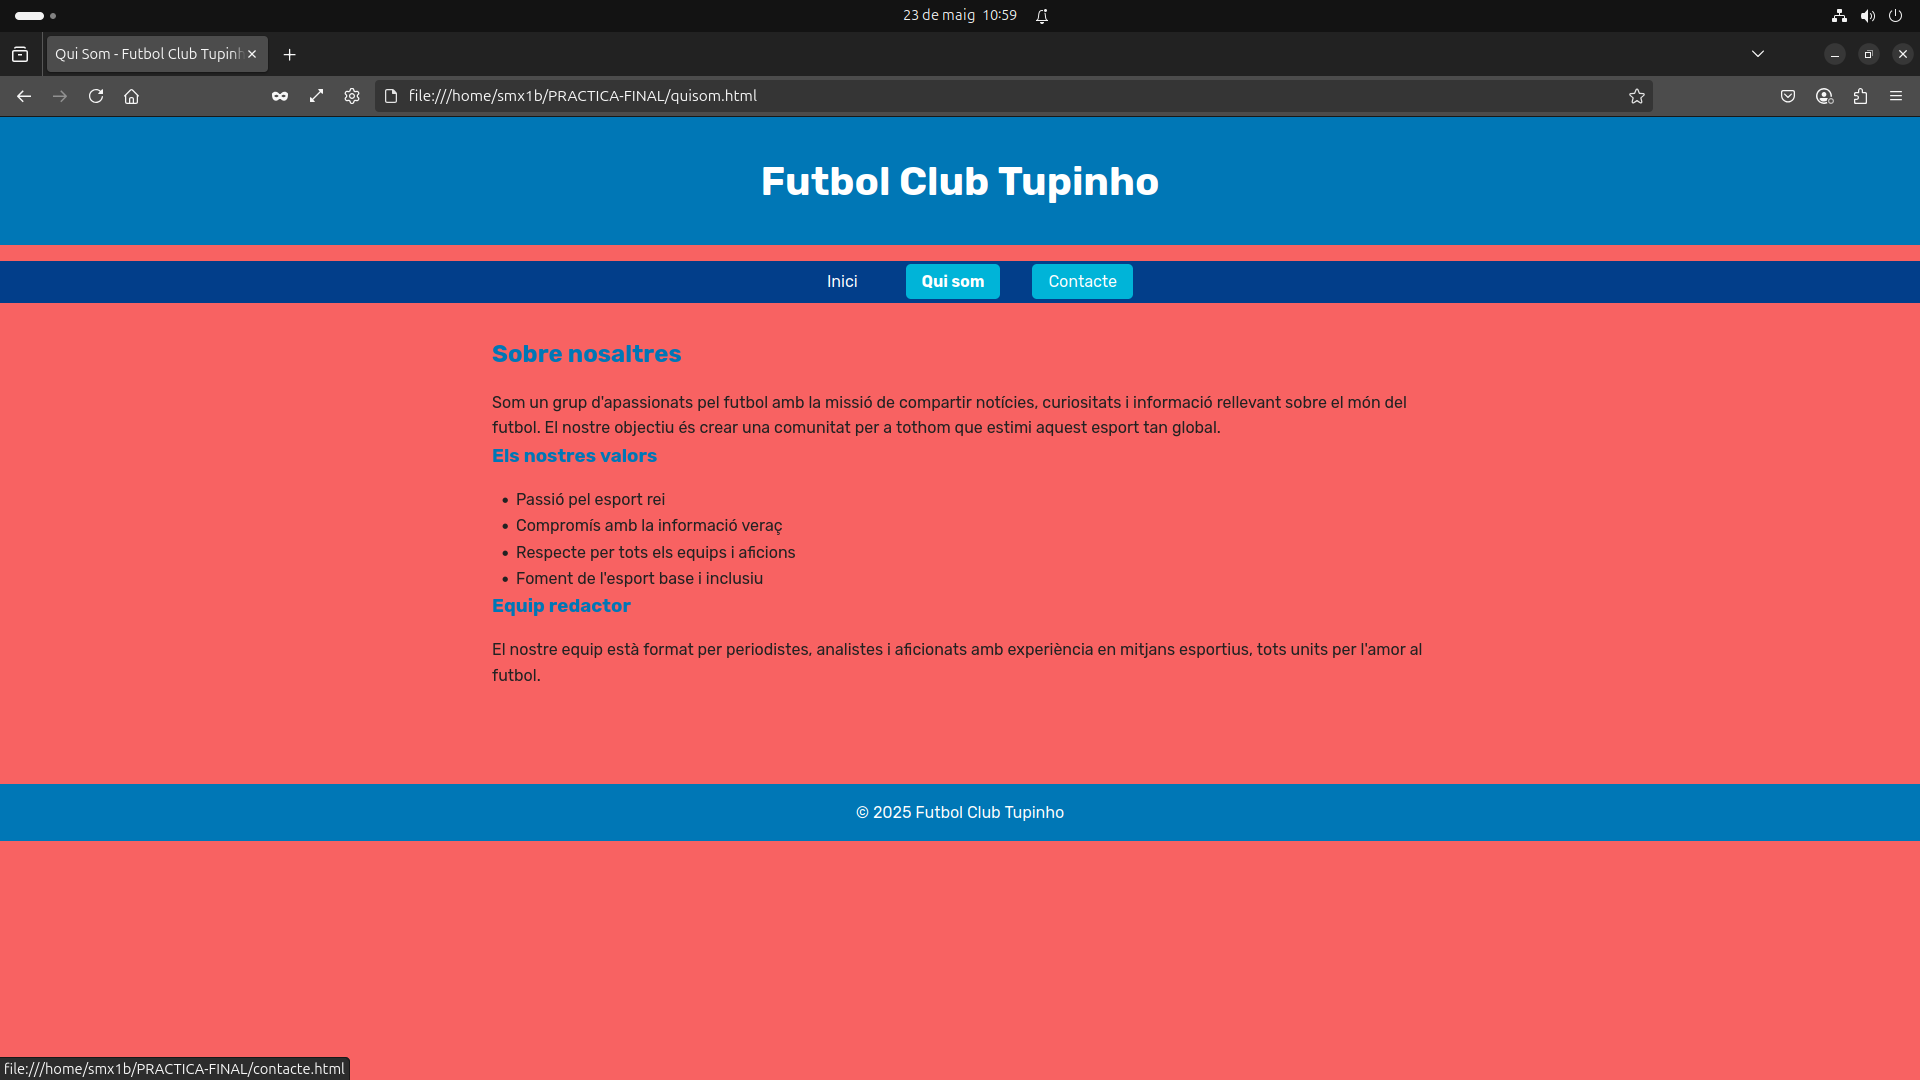 23 de maig 10:59
Qui Som - Futbol Club Tupinh
file:///home/smx1b/PRACTICA-FINAL/quisom.html
Futbol Club Tupinho
Inici Qui som Contacte
Sobre nosaltres
Som un grup d'apassionats pel futbol amb la missió de compartir notícies, curiositats i informació rellevant sobre el món del
futbol. El nostre objectiu és crear una comunitat per a tothom que estimi aquest esport tan global.
Els nostres valors
• Passió pel esport rei
• Compromís amb la informació veraç
• Respecte per tots els equips i aficions
• Foment de l'esport base i inclusiu
Equip redactor
El nostre equip està format per periodistes, analistes i aficionats amb experiència en mitjans esportius, tots units per l'amor al
futbol.
© 2025 Futbol Club Tupinho
file:///home/smx1b/PRACTICA-FINAL/contacte.html